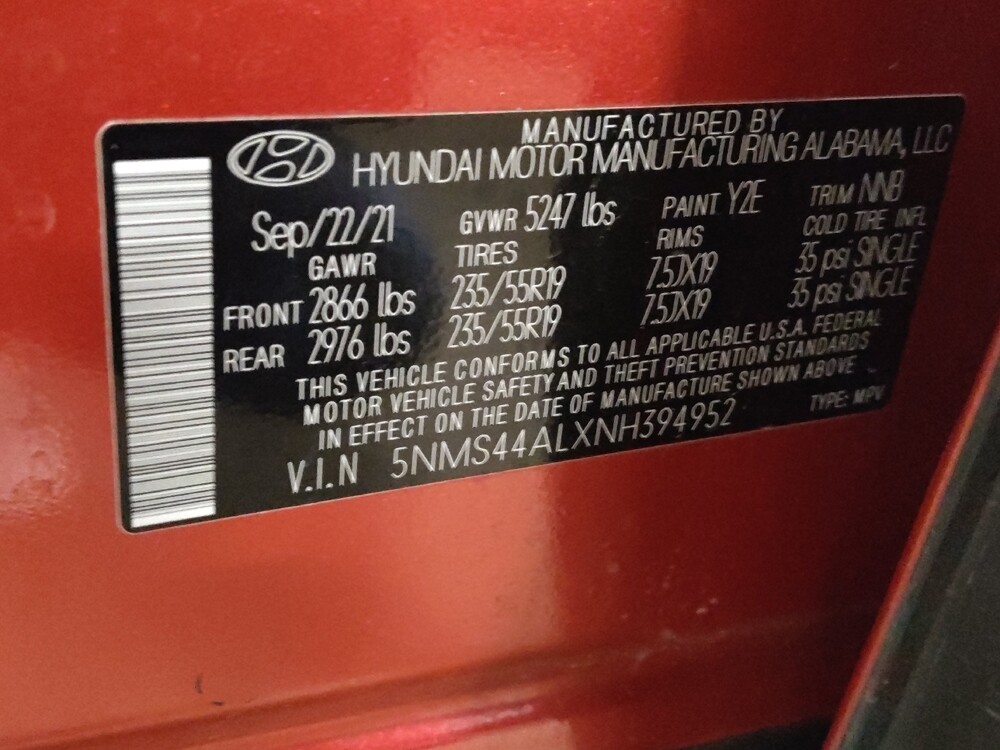 MANUFACTURED BY
HYUNDAI MOTOR MANUFACTURING ALABAMA, LLC
Sep/22/21 GVWR 5247 lbs PAINT Y2E TRIM NNB
GAWR TIRES RIMS COLD TIRE INFL
FRONT 2866 lbs 235/55R19 7.5JX19 35 psi SINGLE
REAR 2976 lbs 235/55R19 7.5JX19 35 psi SINGLE
THIS VEHICLE CONFORMS TO ALL APPLICABLE U.S.A. FEDERAL
MOTOR VEHICLE SAFETY AND THEFT PREVENTION STANDARDS
IN EFFECT ON THE DATE OF MANUFACTURE SHOWN ABOVE
V.I.N 5NMS44ALXNH394952 TYPE: MPV